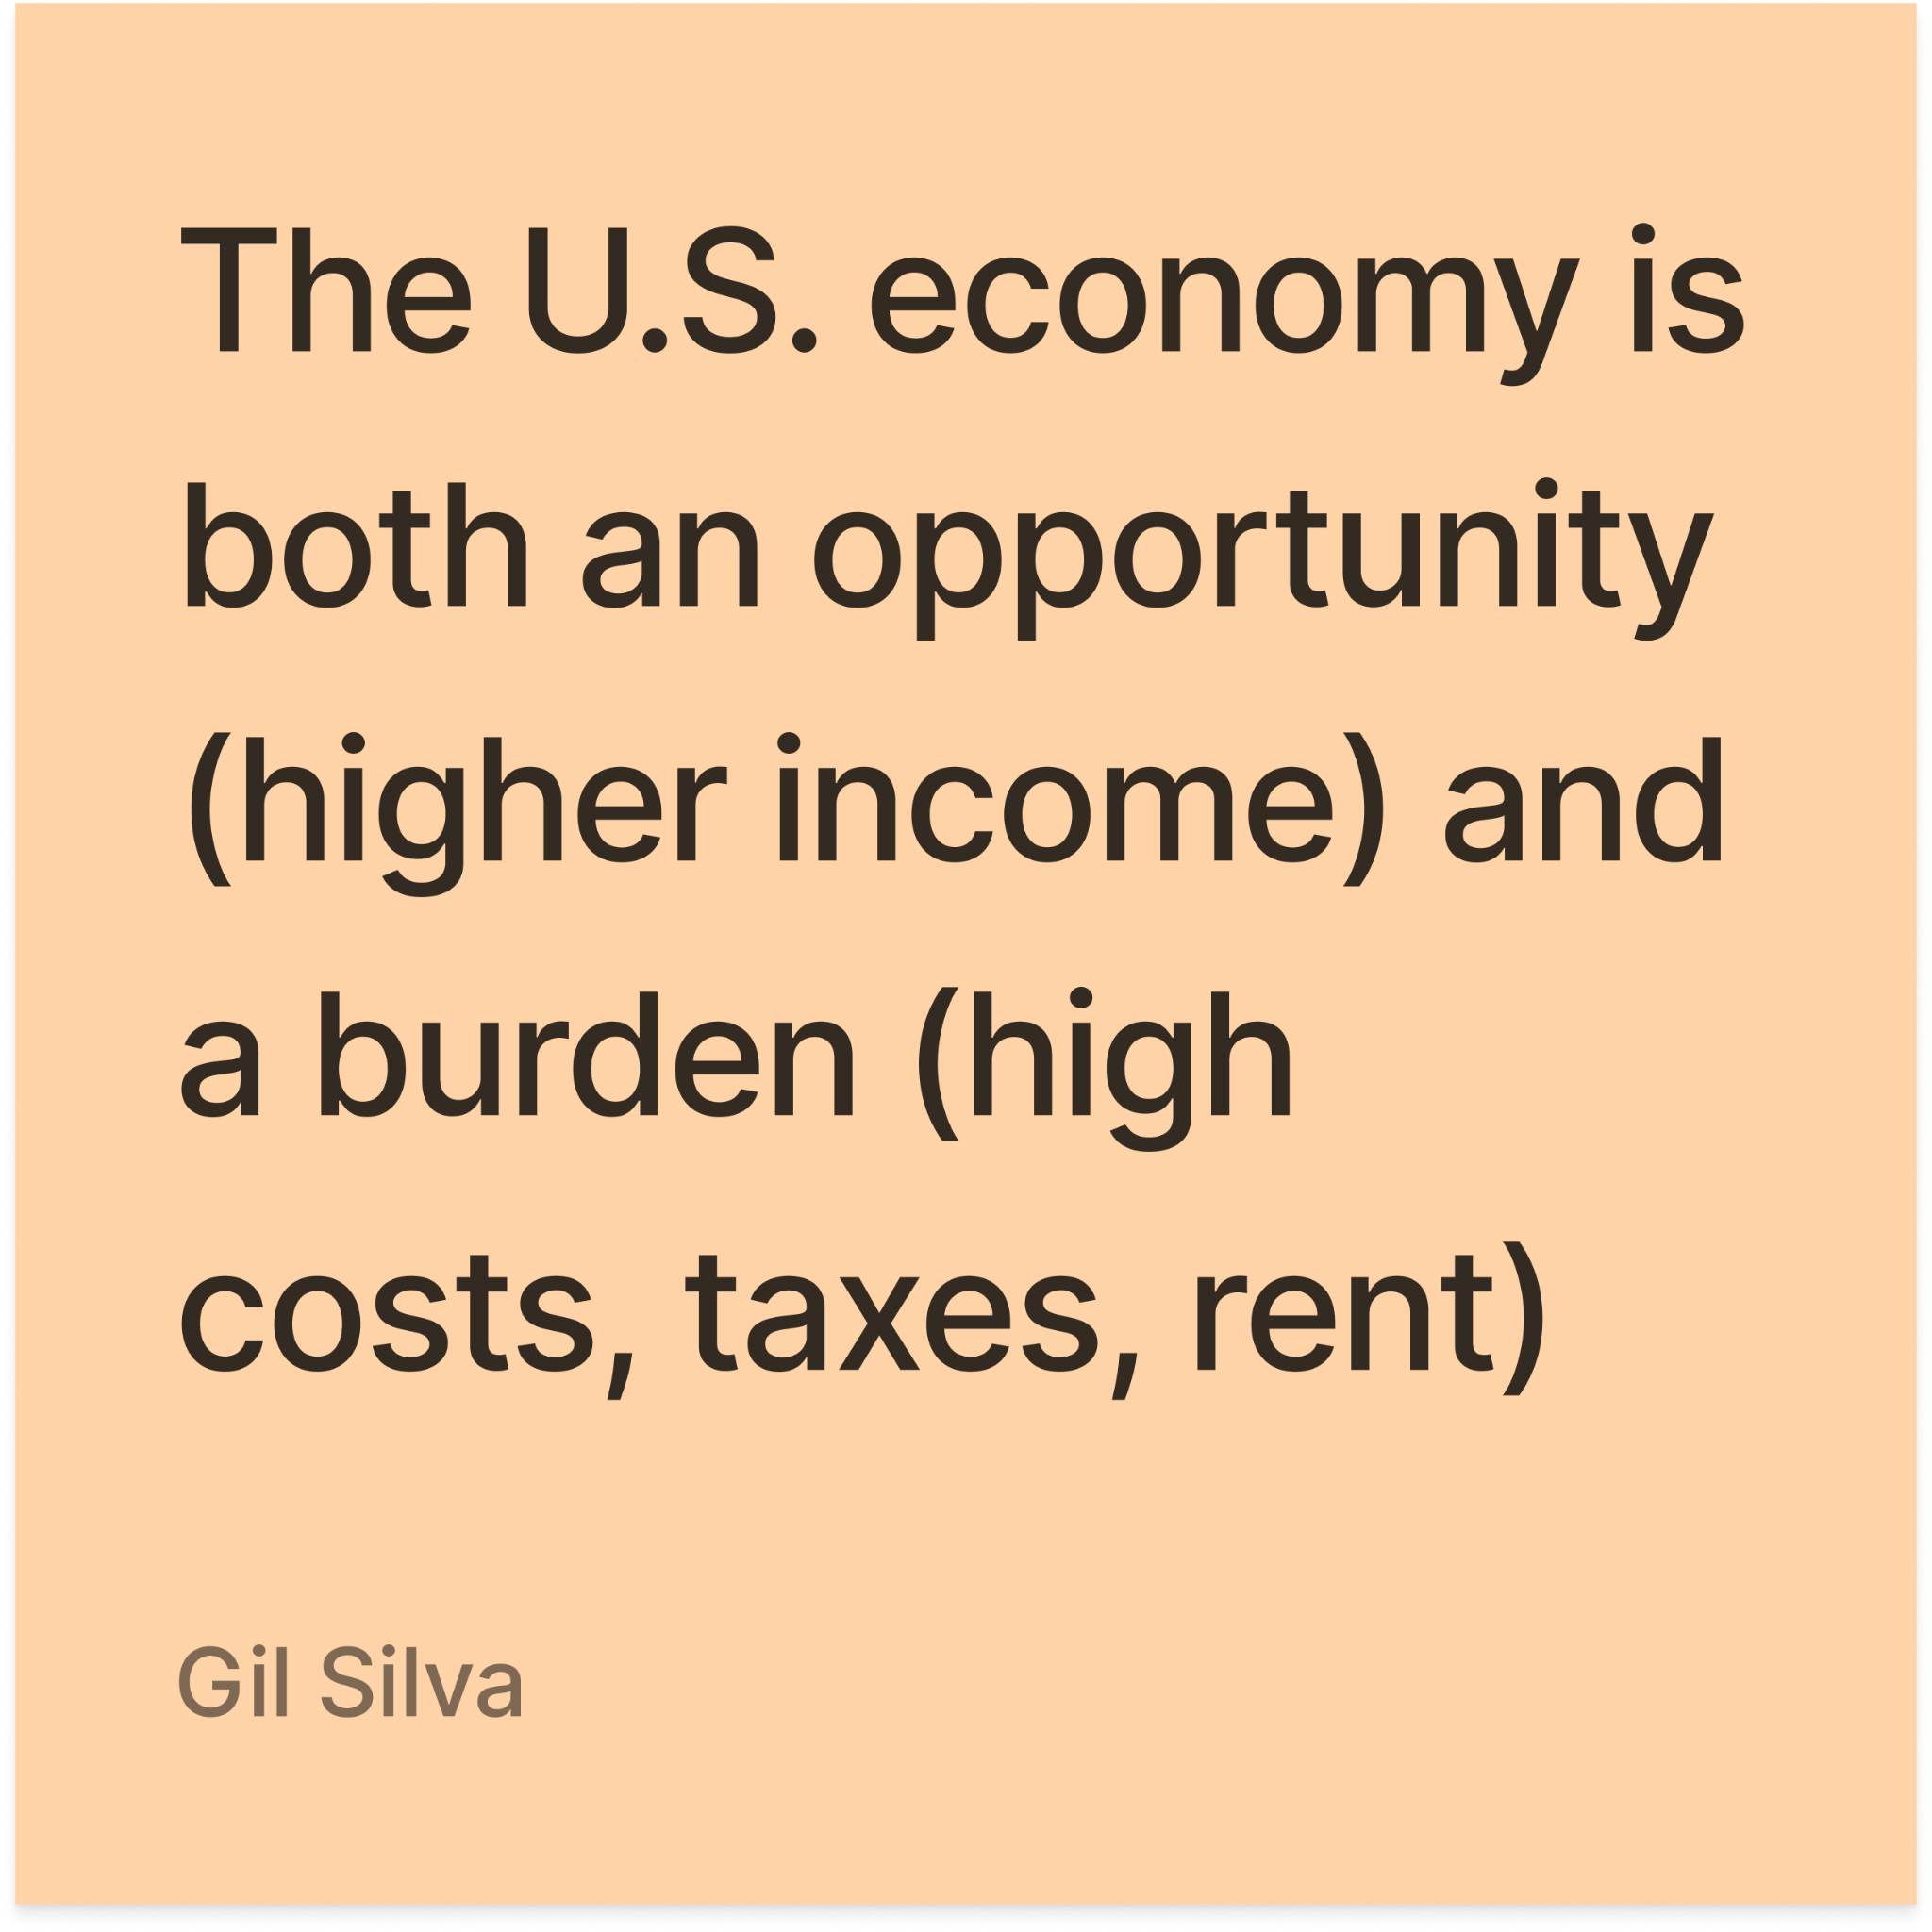 The U.S. economy is
both an opportunity
(higher income) and
a burden (high
costs, taxes, rent)
Gil Silva